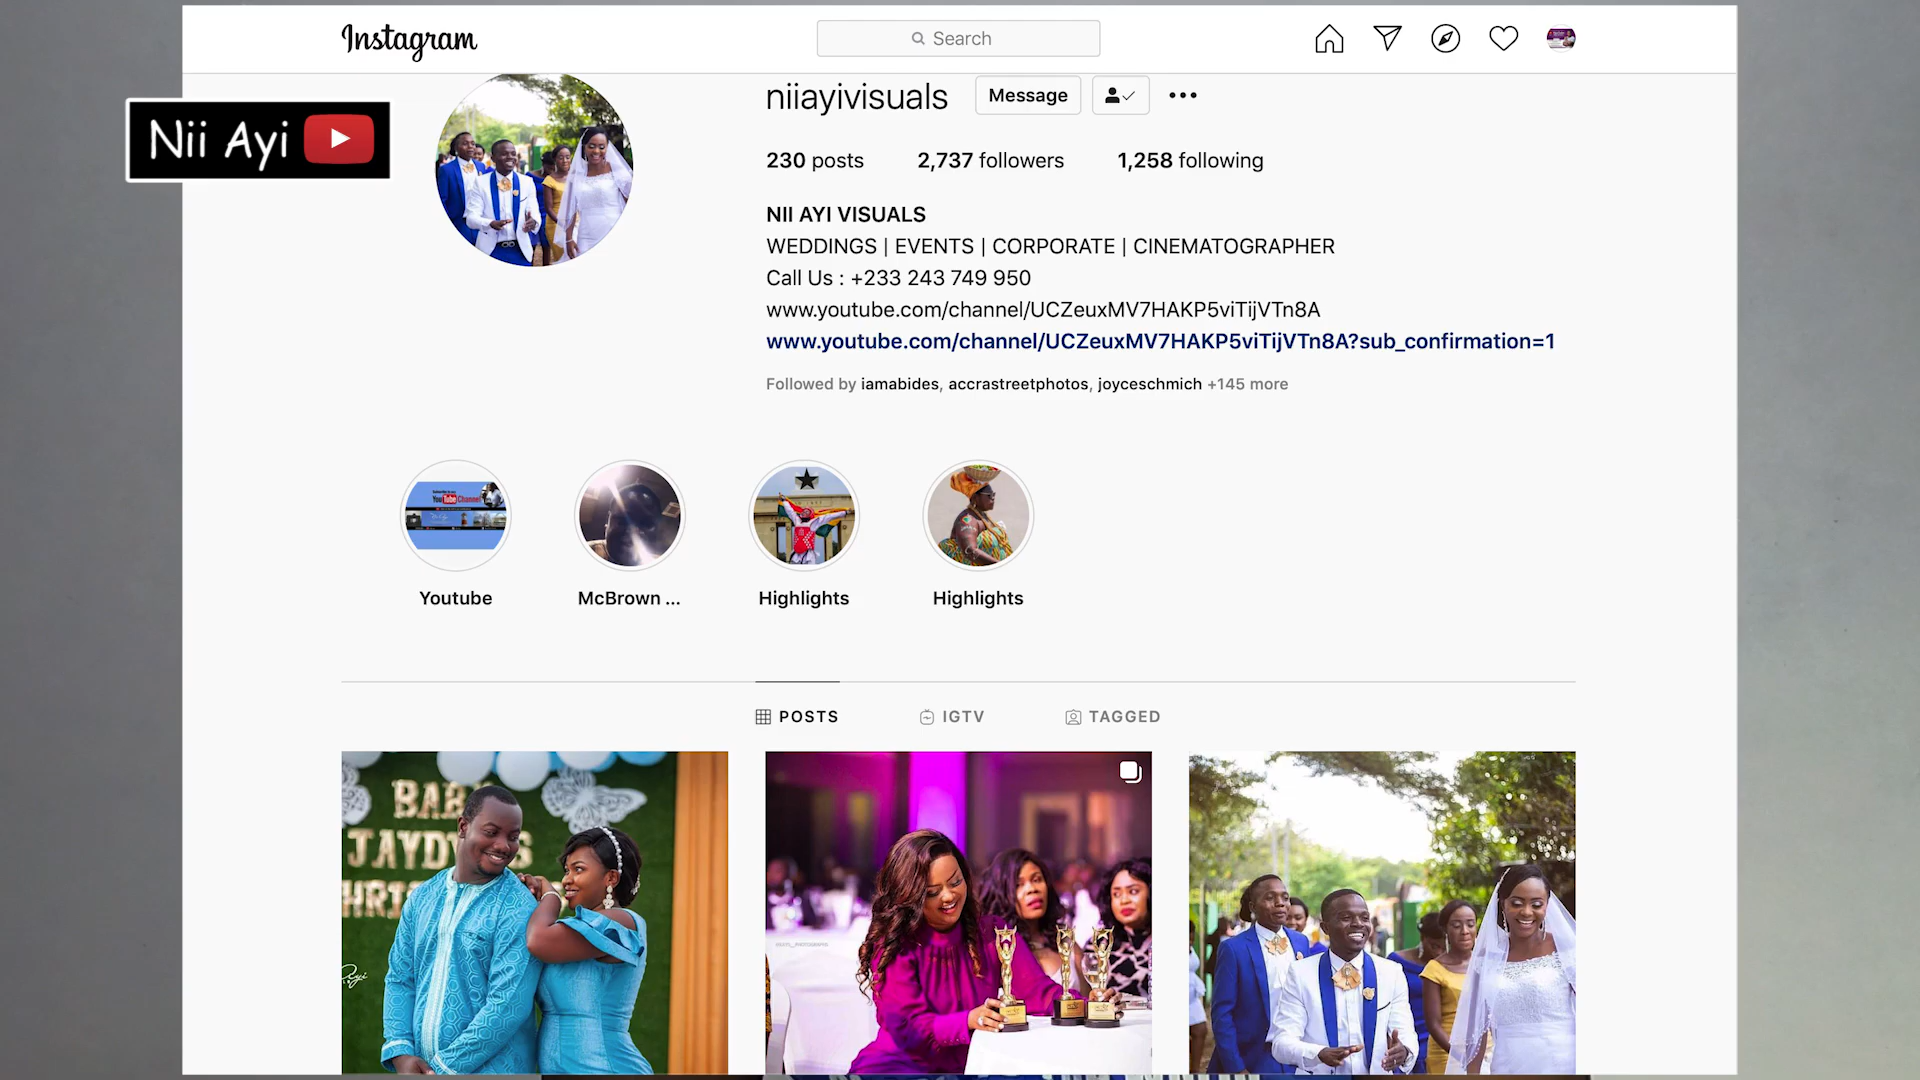 Instagram
Search
Nii Ayi
niiayivisuals
Message
230 posts
2,737 followers
1,258 following
NII AYI VISUALS
WEDDINGS | EVENTS | CORPORATE | CINEMATOGRAPHER
Call Us : +233 243 749 950
www.youtube.com/channel/UCZeuxMV7HAKP5viTijVTn8A
www.youtube.com/channel/UCZeuxMV7HAKP5viTijVTn8A?sub_confirmation=1
Followed by iamabides, accrastreetphotos, joyceschmich +145 more
YouTube Channel
Youtube
McBrown ...
Highlights
Highlights
POSTS
IGTV
TAGGED